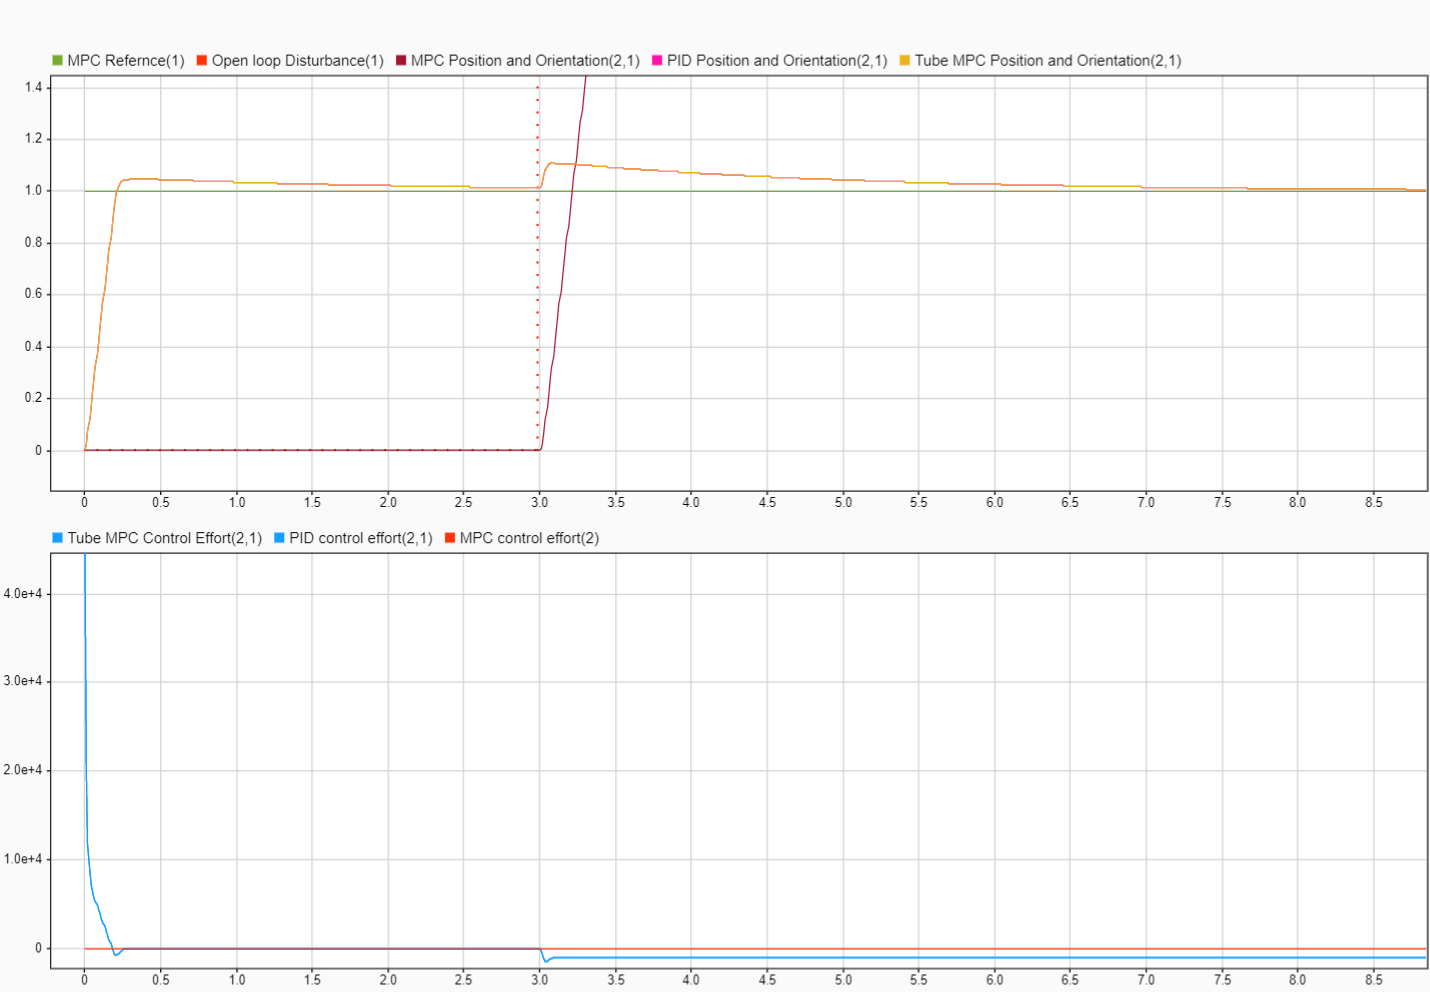 MPC Refernce(1) Open loop Disturbance(1) MPC Position and Orientation(2,1) PID Position and Orientation(2,1) Tube MPC Position and Orientation(2,1)
1.4
1.2
1.0
0.8
0.6
0.4
0.2
0
0 0.5 1.0 1.5 2.0 2.5 3.0 3.5 4.0 4.5 5.0 5.5 6.0 6.5 7.0 7.5 8.0 8.5
Tube MPC Control Effort(2,1) PID control effort(2,1) MPC control effort(2)
4.0e+4
3.0e+4
2.0e+4
1.0e+4
0
0 0.5 1.0 1.5 2.0 2.5 3.0 3.5 4.0 4.5 5.0 5.5 6.0 6.5 7.0 7.5 8.0 8.5